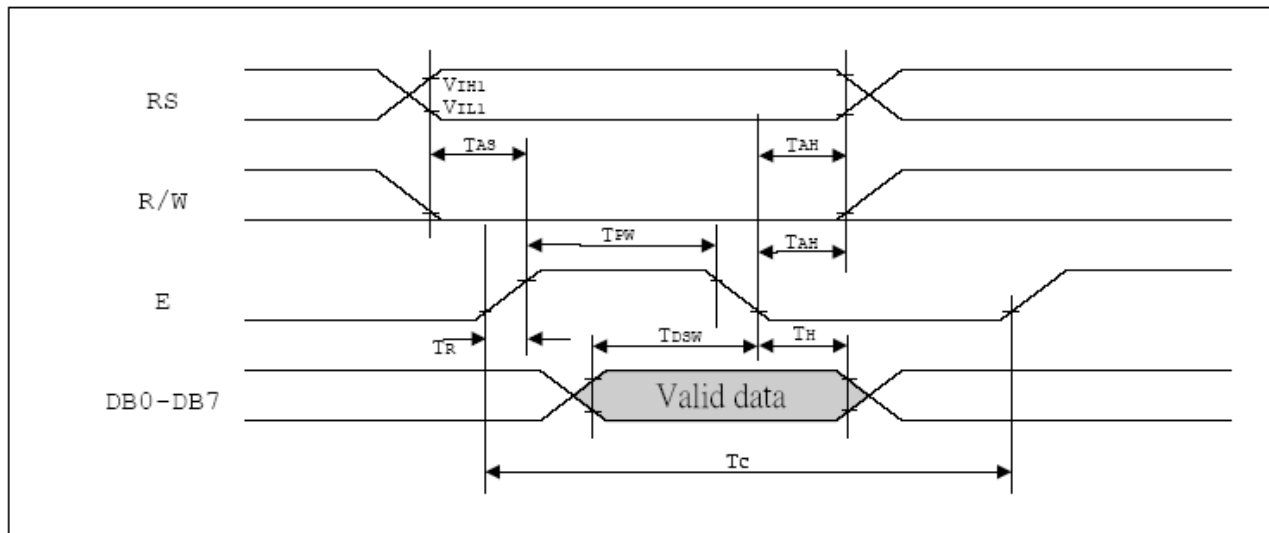 RS
VIH1
VIL1
TAS
TAH
R/W
TPW
TAH
E
TR
TDSW
TH
DB0-DB7
Valid data
TC